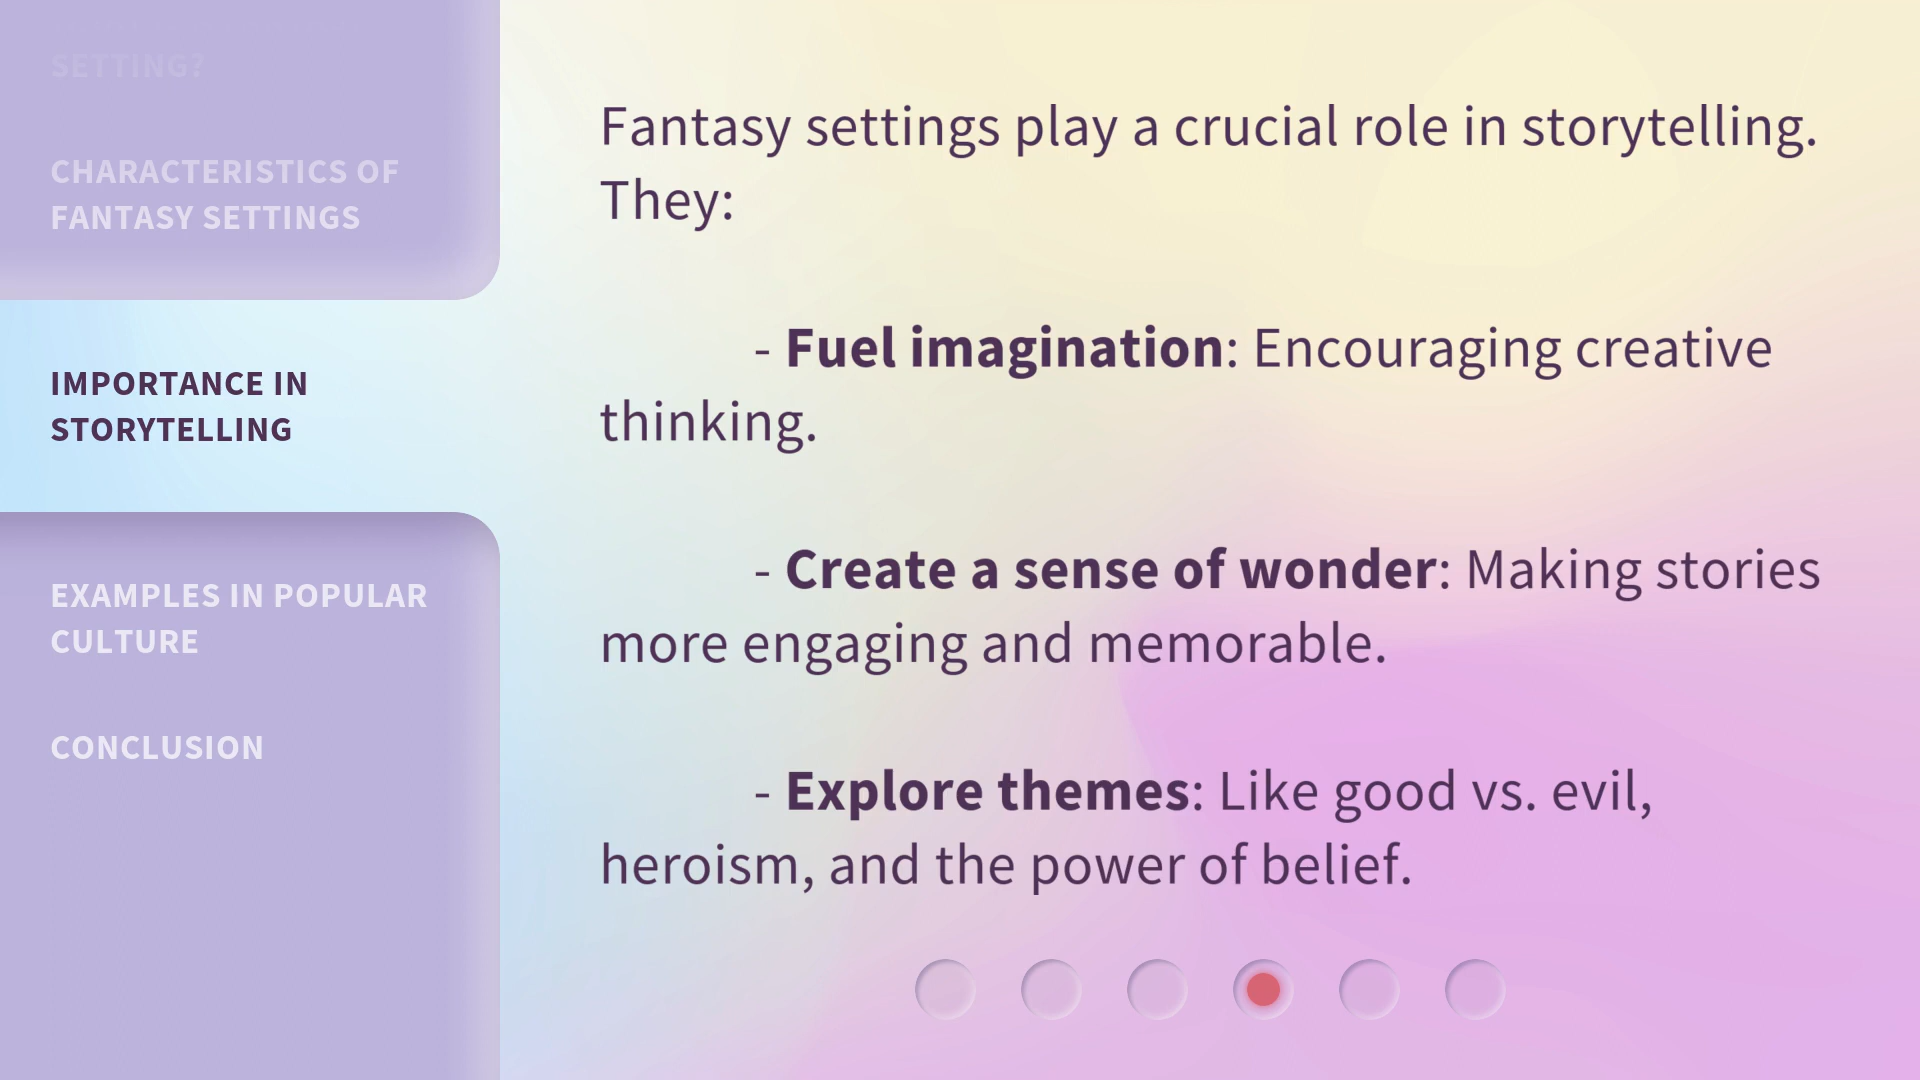 SETTING?
CHARACTERISTICS OF
FANTASY SETTINGS
IMPORTANCE IN
STORYTELLING
EXAMPLES IN POPULAR
CULTURE
CONCLUSION
Fantasy settings play a crucial role in storytelling.
They:
- Fuel imagination: Encouraging creative
thinking.
- Create a sense of wonder: Making stories
more engaging and memorable.
- Explore themes: Like good vs. evil,
heroism, and the power of belief.